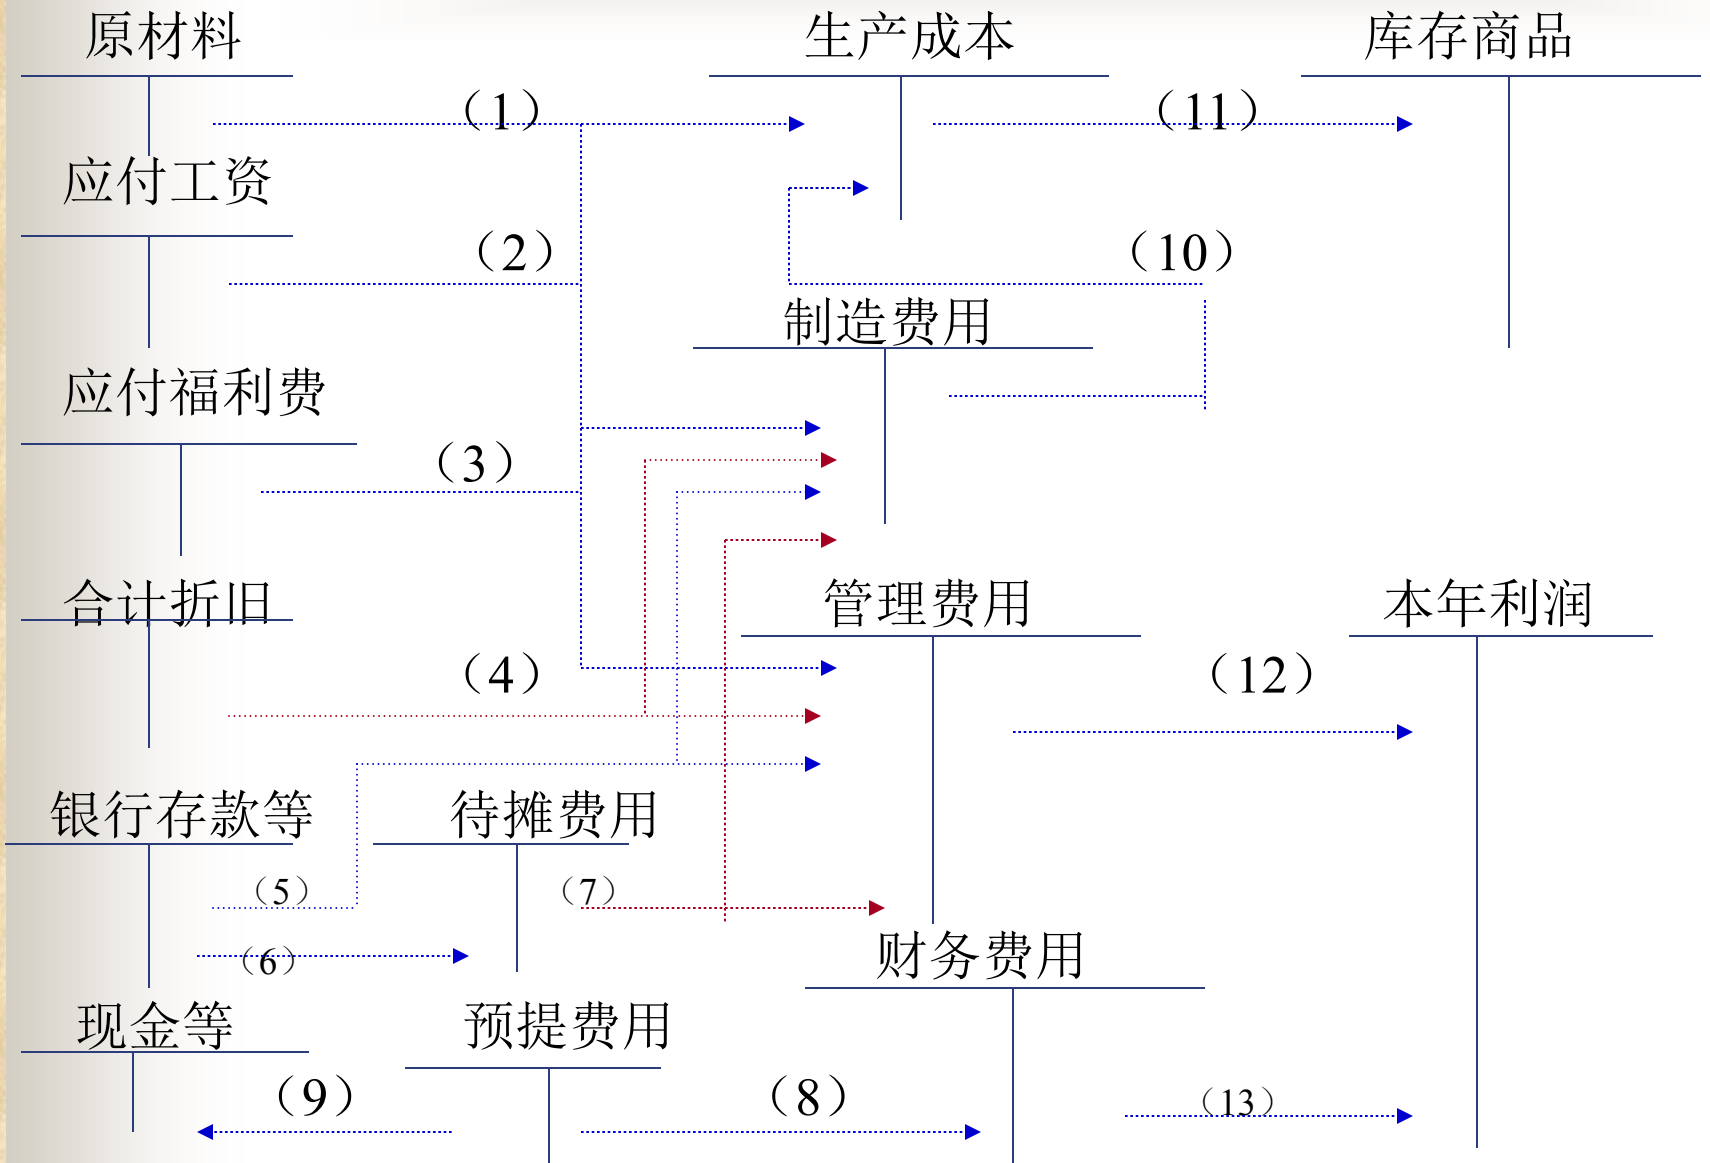 原材料
生产成本
库存商品
（1）
（11）
应付工资
（2）
（10）
制造费用
应付福利费
（3）
合计折旧
管理费用
本年利润
（4）
（12）
银行存款等
待摊费用
（5）
（7）
（6）
财务费用
现金等
预提费用
（9）
（8）
（13）